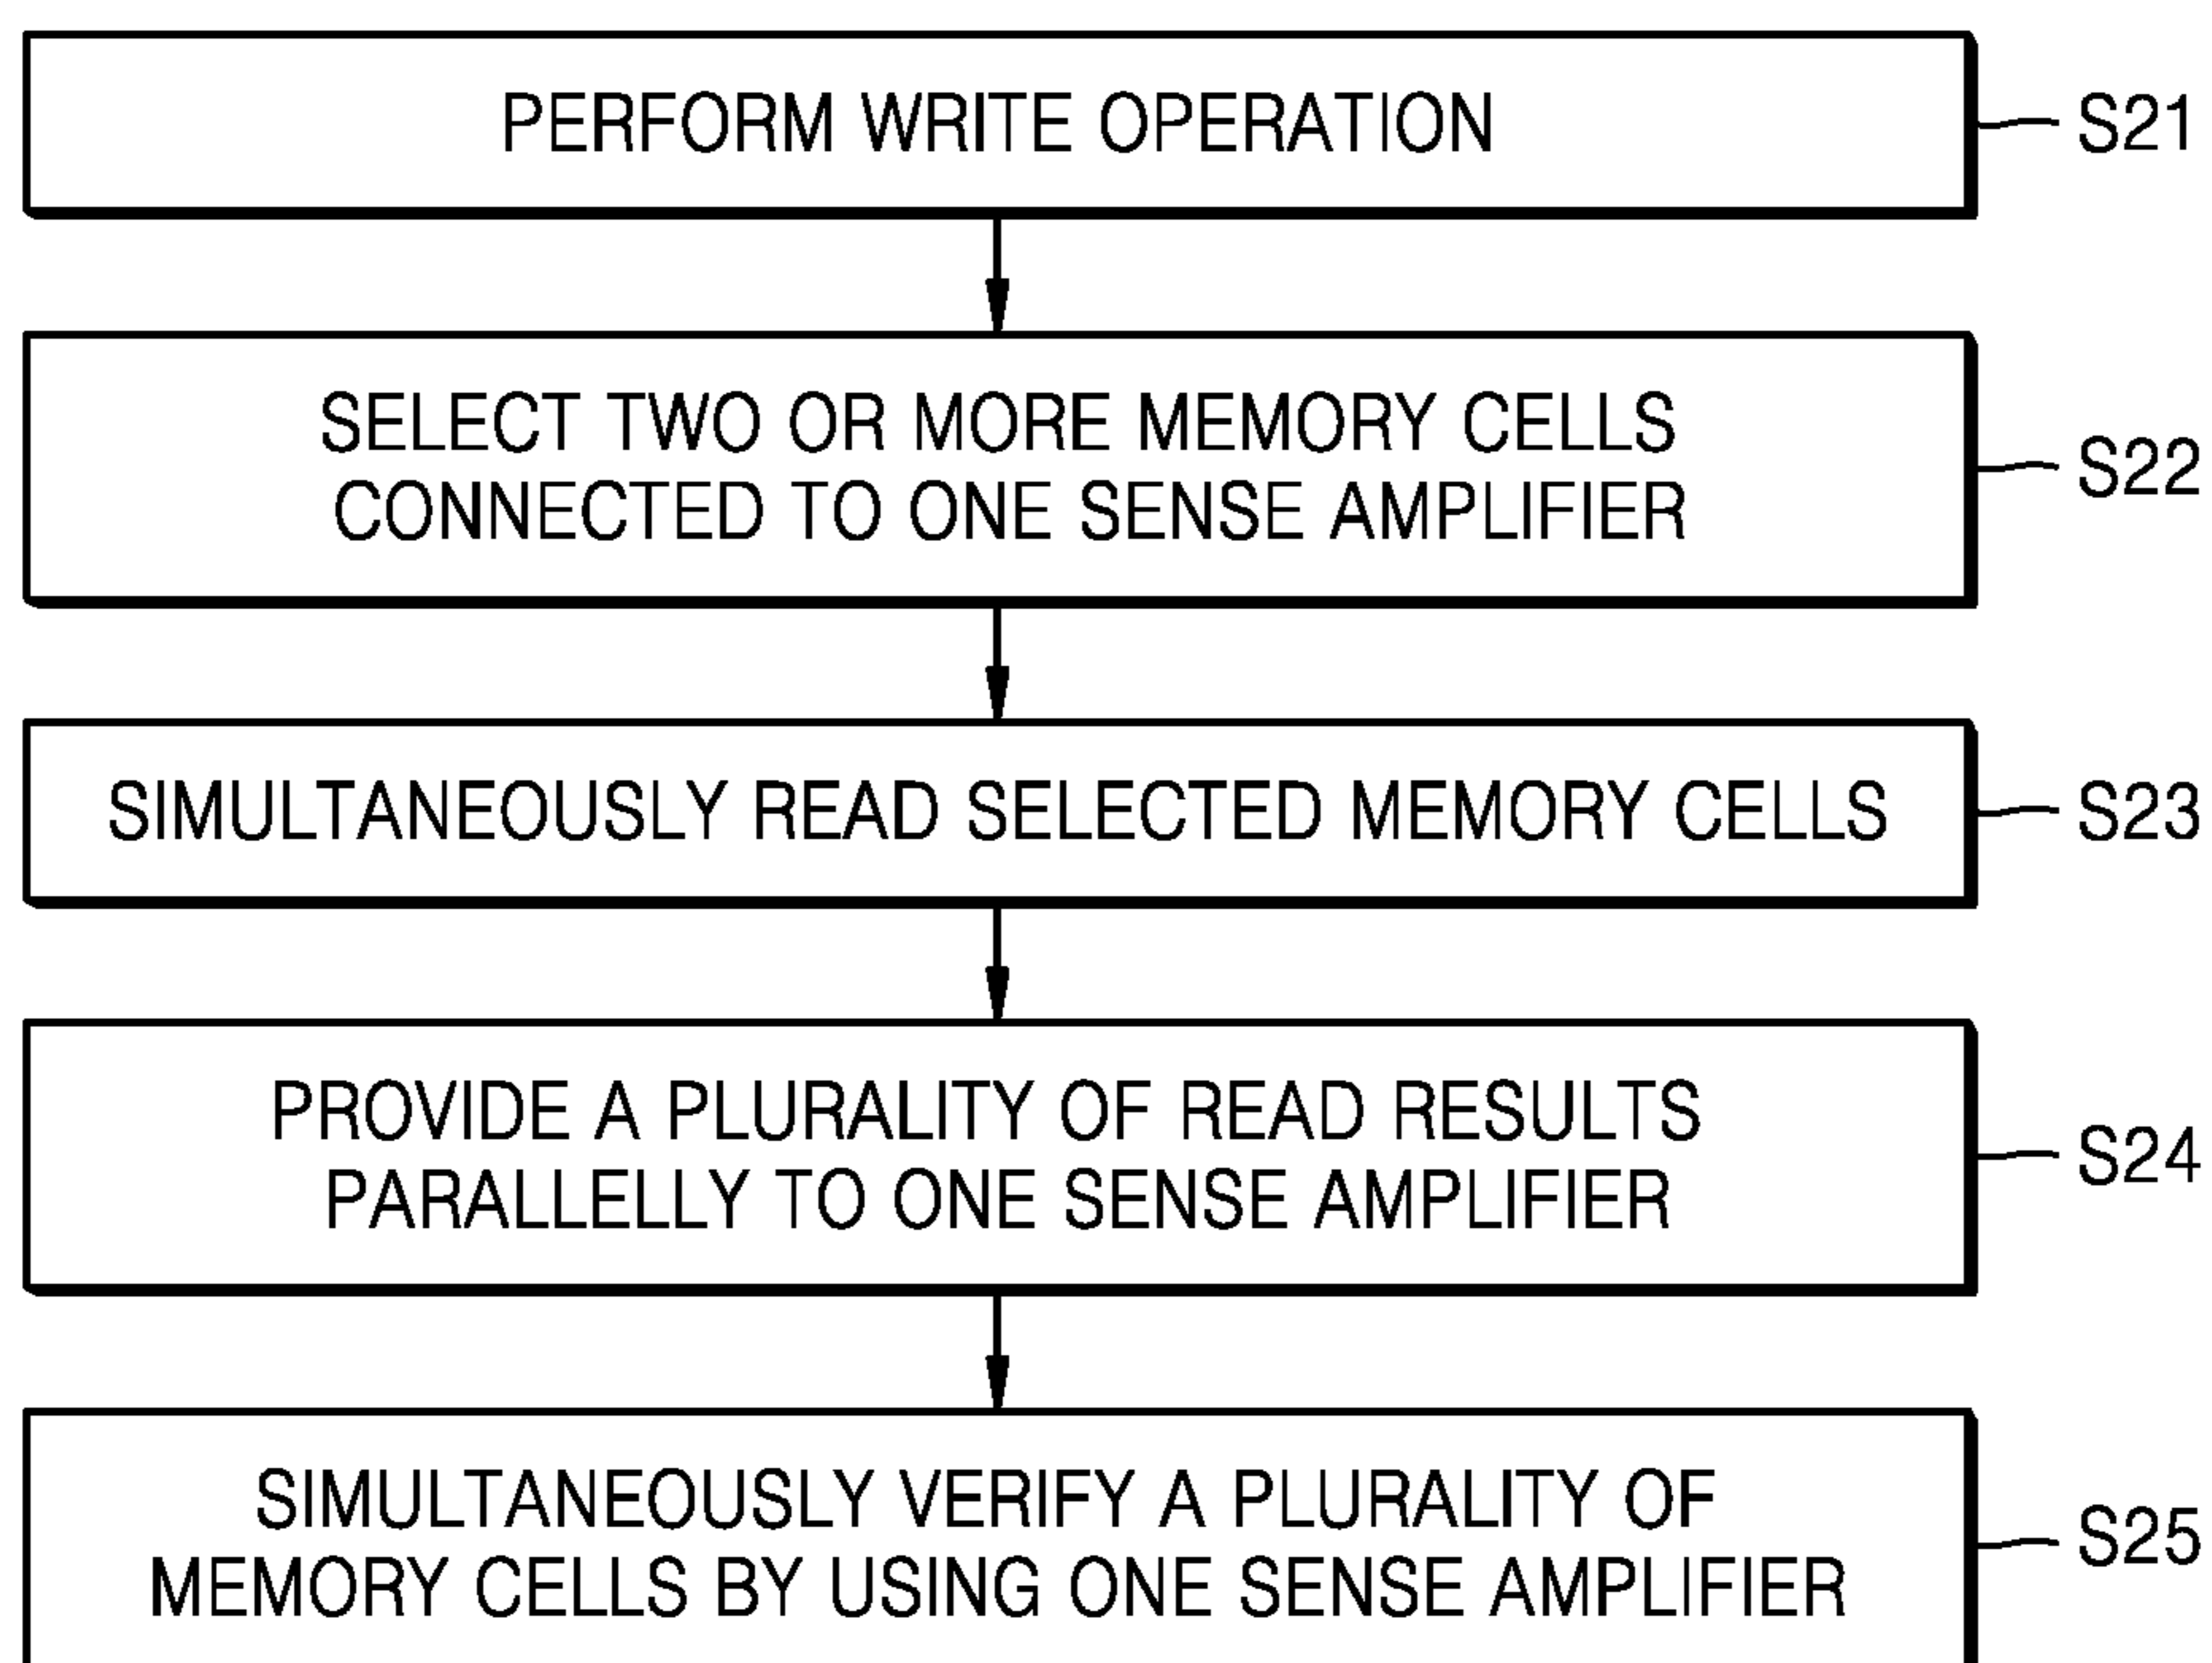 PERFORM WRITE OPERATION
S21
SELECT TWO OR MORE MEMORY CELLS
CONNECTED TO ONE SENSE AMPLIFIER
S22
SIMULTANEOUSLY READ SELECTED MEMORY CELLS
S23
PROVIDE A PLURALITY OF READ RESULTS
PARALLELLY TO ONE SENSE AMPLIFIER
S24
SIMULTANEOUSLY VERIFY A PLURALITY OF
MEMORY CELLS BY USING ONE SENSE AMPLIFIER
S25